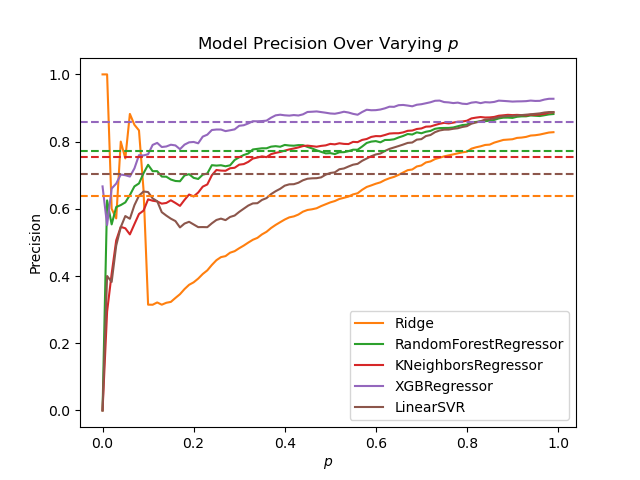 Model Precision Over Varying p
Precision
1.0
0.8
0.6
0.4
0.2
0.0
0.0 0.2 0.4 0.6 0.8 1.0
p
Ridge
RandomForestRegressor
KNeighborsRegressor
XGBRegressor
LinearSVR